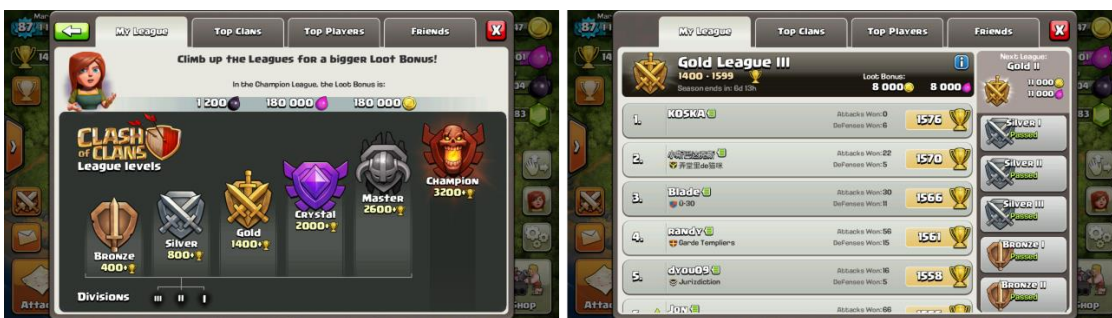 My League
Top Clans
Top Players
Friends
X
Climb up the Leagues for a bigger Loot Bonus!
In the Champion League, the Loot Bonus is:
1 200
180 000
180 000
CLASH
OF CLANS
League levels
Bronze
400+
Silver
800+
Gold
1400+
Crystal
2000+
Master
2600+
Champion
3200+
Divisions
III
II
I
87
My League
Top Clans
Top Players
Friends
X
Gold League III
1400 - 1599
Season ends in: 6d 13h
Loot Bonus:
8 000
8 000
i
Next League:
Gold II
11 000
11 000
1.
KOSKA
Attacks Won: 0
Defenses Won: 6
1576
2.
Attacks Won: 22
Defenses Won: 5
1570
3.
Blade
0-30
Attacks Won: 30
Defenses Won: 11
1566
4.
RANDY
Garde Templiers
Attacks Won: 56
Defenses Won: 15
1561
5.
dyou09
Jurizdiction
Attacks Won: 16
Defenses Won: 5
1558
JON
Attacks Won: 66
Silver I
Passed
Silver II
Passed
Silver III
Passed
Bronze I
Passed
Bronze II
Passed
87